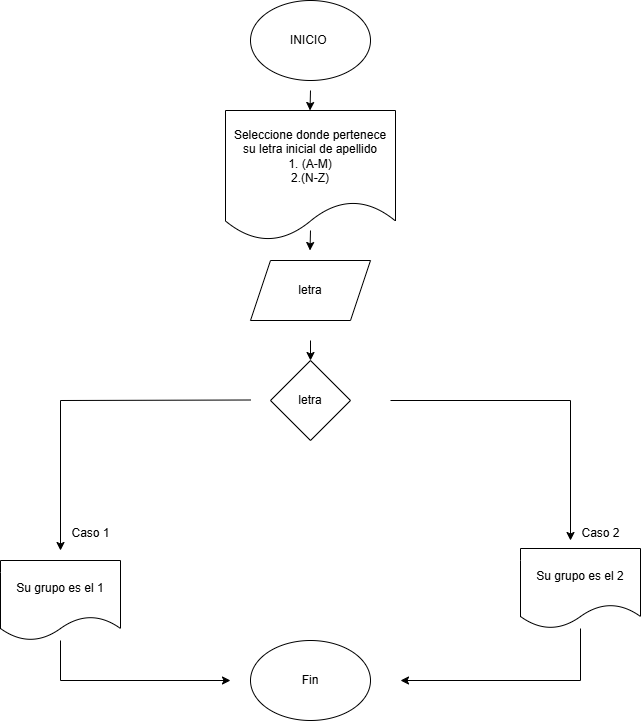 INICIO
Seleccione donde pertenece
su letra inicial de apellido
1. (A-M)
2.(N-Z)
letra
letra
Caso 1
Caso 2
Su grupo es el 1
Su grupo es el 2
Fin